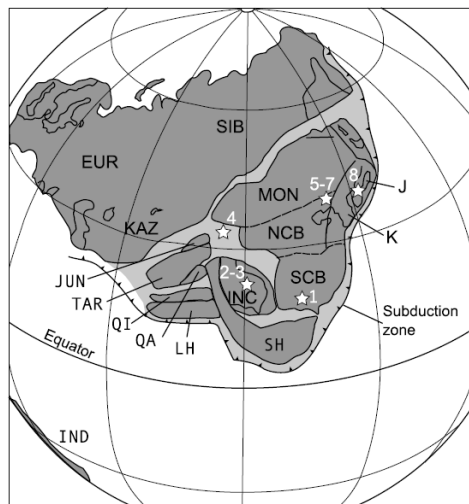 SIB
EUR
MON
5-7
8
J
4
NCB
K
KAZ
2-3
SCB
JUN
INC
1
TAR
QI
QA
LH
SH
Subduction
zone
Equator
IND